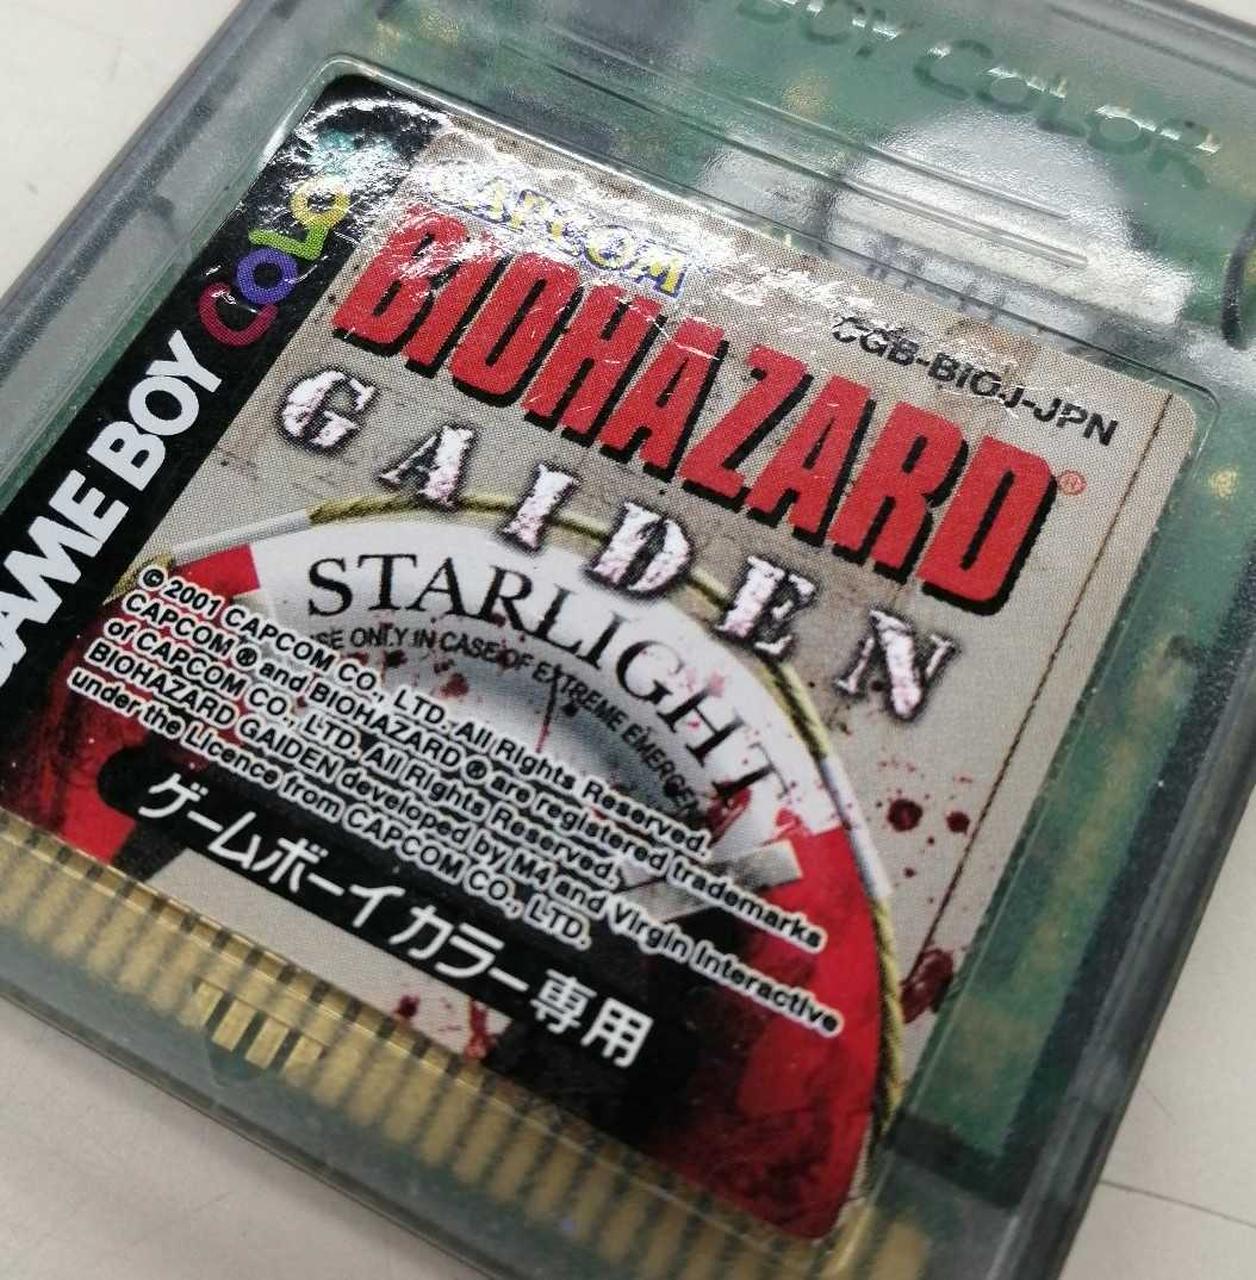 BOY COLOR
CAPCOM
CGB-BIOJ-JPN
BIOHAZARD®
GAIDEN
GAME BOY COLOR
STARLIGHT
USE ONLY IN CASE OF EXTREME
© 2001 CAPCOM CO., LTD. All Rights Reserved.
CAPCOM ® and BIOHAZARD ® are registered trademarks
of CAPCOM CO., LTD. All Rights Reserved.
BIOHAZARD GAIDEN developed by M4 and Virgin Interactive
under the Licence from CAPCOM CO., LTD.
ゲームボーイカラー専用